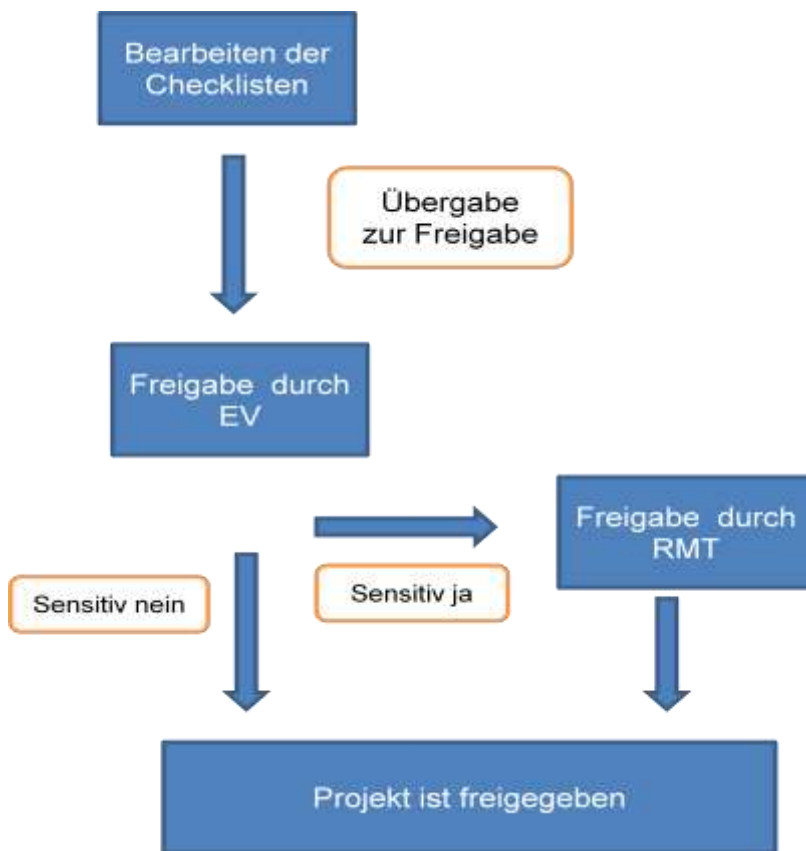 Bearbeiten der
Checklisten
Übergabe
zur Freigabe
Freigabe durch
EV
Freigabe durch
RMT
Sensitiv nein
Sensitiv ja
Projekt ist freigegeben